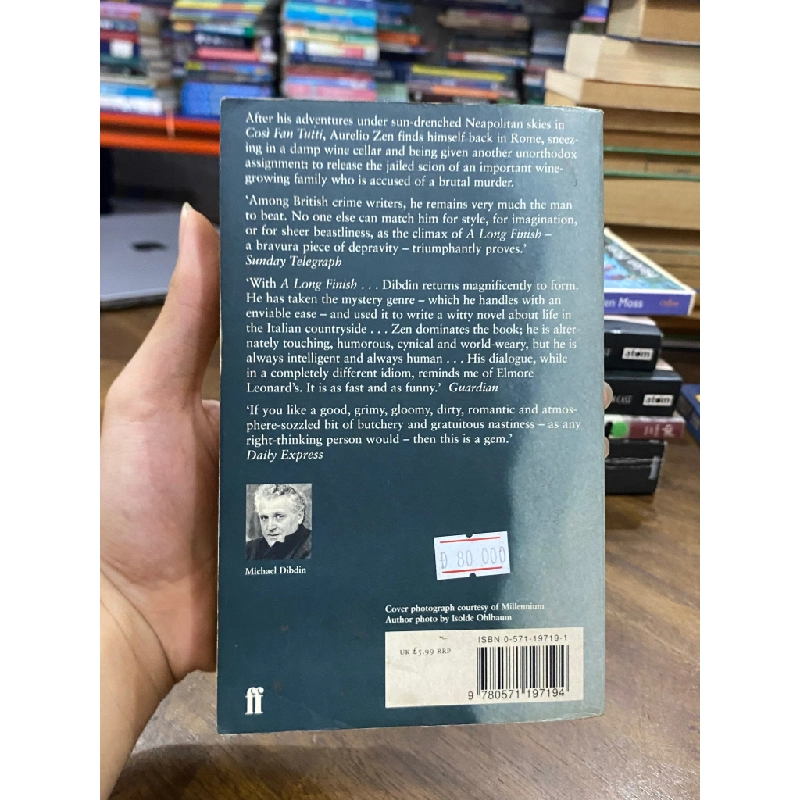 After his adventures under sun-drenched Neapolitan skies in
Così Fan Tutti, Aurelio Zen finds himself back in Rome, sneez-
ing in a damp wine cellar and being given another unorthodox
assignment: to release the jailed scion of an important wine-
growing family who is accused of a brutal murder.
'Among British crime writers, he remains very much the man
to beat. No one else can match him for style, for imagination,
or for sheer beastliness, as the climax of A Long Finish –
a bravura piece of depravity – triumphantly proves.'
Sunday Telegraph
'With A Long Finish . . . Dibdin returns magnificently to form.
He has taken the mystery genre – which he handles with an
enviable ease – and used it to write a witty novel about life in
the Italian countryside . . . Zen dominates the book; he is alter-
nately touching, humorous, cynical and world-weary, but he is
always intelligent and always human . . . His dialogue, while
in a completely different idiom, reminds me of Elmore
Leonard's. It is as fast and as funny.' Guardian
'If you like a good, grimy, gloomy, dirty, romantic and atmos-
phere-sozzled bit of butchery and gratuitous nastiness – as any
right-thinking person would – then this is a gem.'
Daily Express
Michael Dibdin
Đ 80 000
Cover photograph courtesy of Millennium
Author photo by Isolde Ohlbaum
UK £5.99 RRP
ISBN 0-571-19719-1
9 780571 197194
ff
en Moss
atom
atom